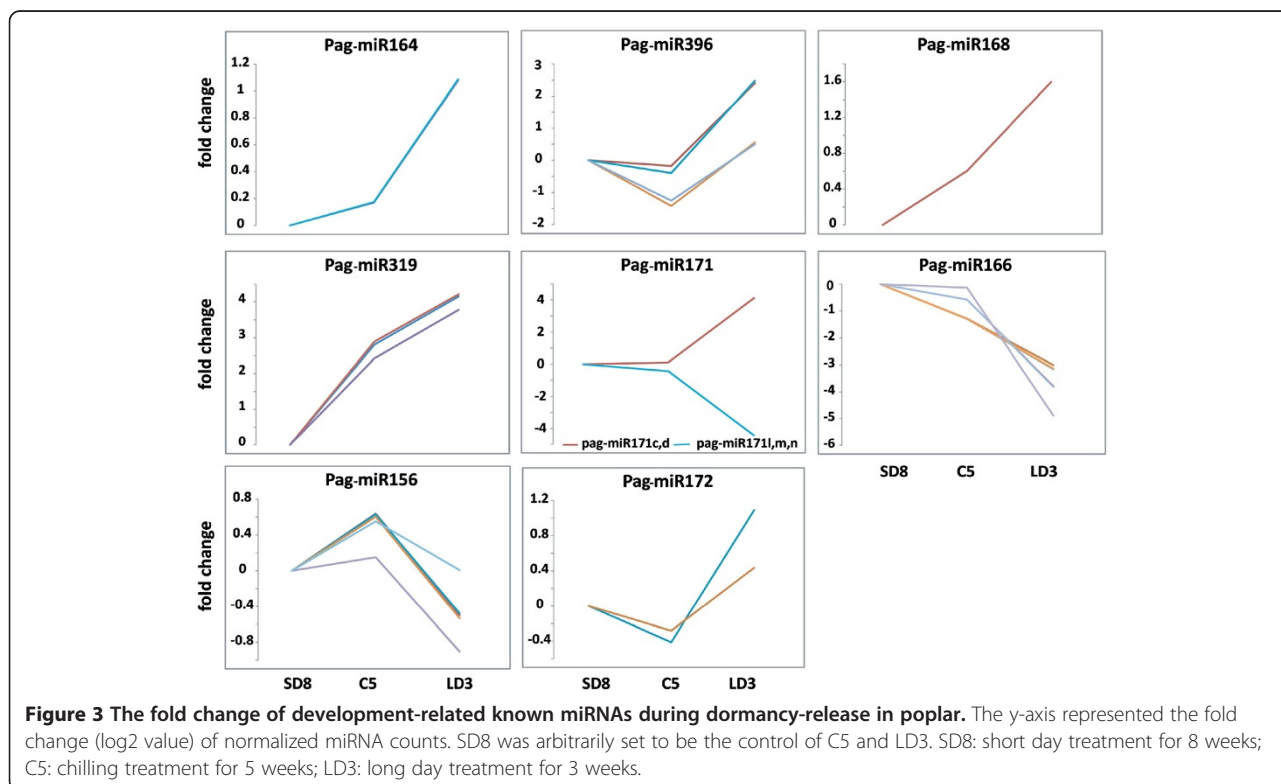 Pag-miR164
fold change
1.2
1
0.8
0.6
0.4
0.2
0
Pag-miR396
3
2
1
0
-1
-2
Pag-miR168
1.6
1.2
0.8
0.4
0
Pag-miR319
fold change
4
3
2
1
0
Pag-miR171
4
2
0
-2
-4
pag-miR171c,d
pag-miR171l,m,n
Pag-miR166
0
-1
-2
-3
-4
-5
-6
SD8 C5 LD3
Pag-miR156
fold change
0.8
0.4
0
-0.4
-0.8
SD8 C5 LD3
Pag-miR172
1.2
0.8
0.4
0
-0.4
SD8 C5 LD3
Figure 3 The fold change of development-related known miRNAs during dormancy-release in poplar. The y-axis represented the fold
change (log2 value) of normalized miRNA counts. SD8 was arbitrarily set to be the control of C5 and LD3. SD8: short day treatment for 8 weeks;
C5: chilling treatment for 5 weeks; LD3: long day treatment for 3 weeks.